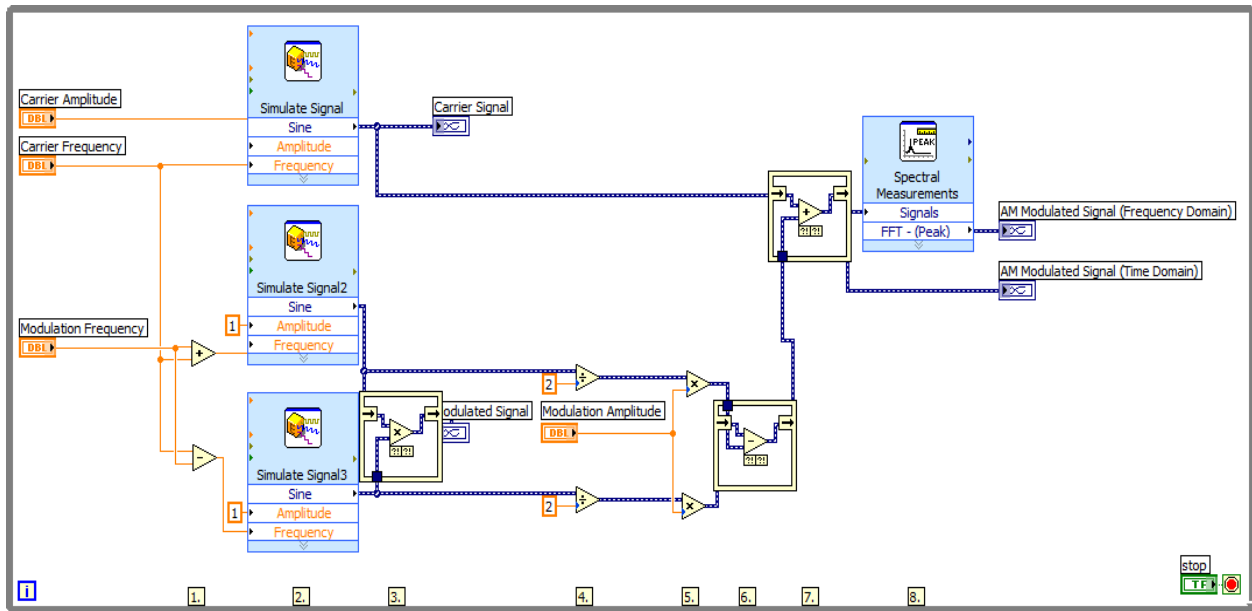 Simulate Signal
Carrier Amplitude
DBL
Sine
Carrier Signal
Amplitude
Carrier Frequency
DBL
Frequency
PEAK
Spectral
Measurements
Signals
FFT - (Peak)
AM Modulated Signal (Frequency Domain)
AM Modulated Signal (Time Domain)
+
?! ?!
Simulate Signal2
Sine
1
Amplitude
Frequency
Modulation Frequency
DBL
+
-
2
÷
×
odulated Signal
×
?! ?!
Modulation Amplitude
DBL
-
?! ?!
Simulate Signal3
Sine
1
Amplitude
Frequency
2
÷
×
stop
TF
i
1.
2.
3.
4.
5.
6.
7.
8.